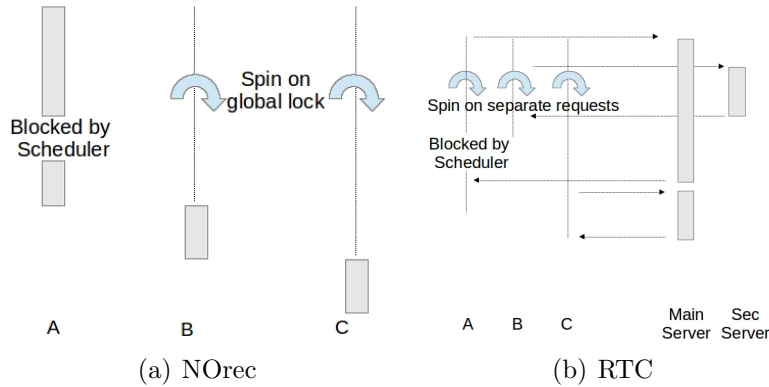 Blocked by
Scheduler
Spin on
global lock
A
B
C
(a) NOrec
Spin on separate requests
Blocked by
Scheduler
A
B
C
Main
Server
Sec
Server
(b) RTC